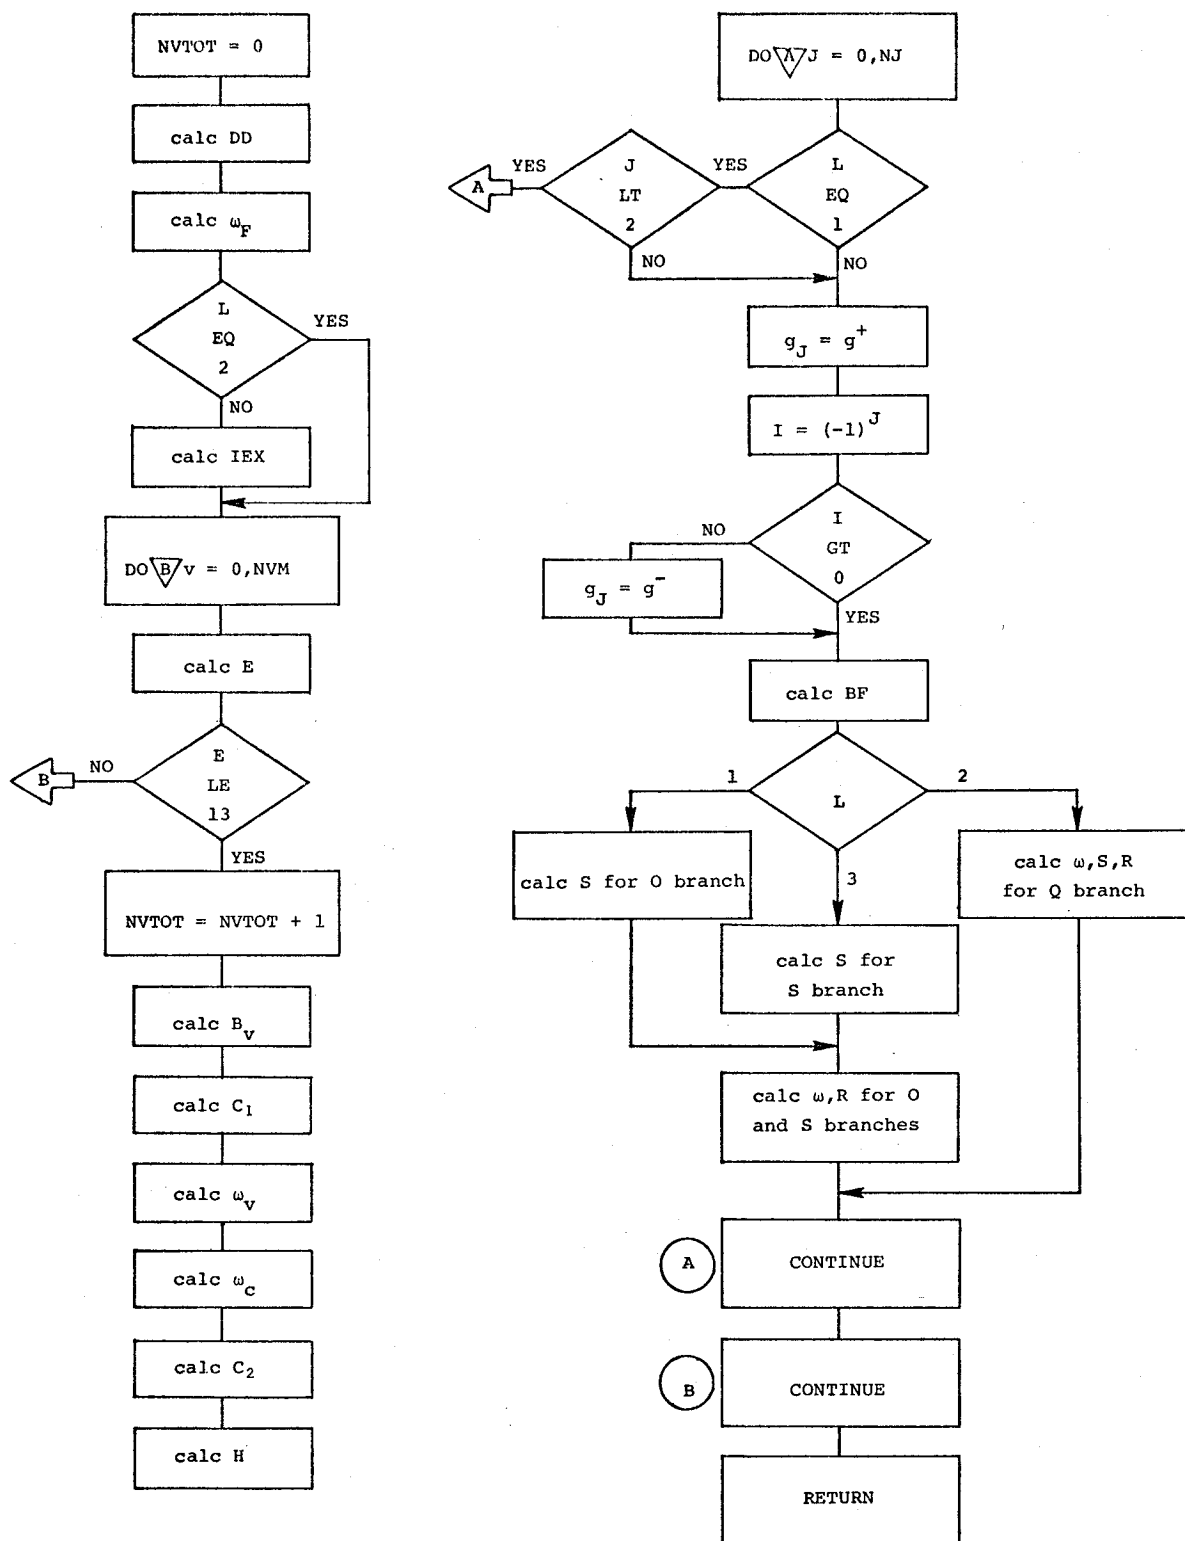 NVTOT = 0
calc DD
calc ω_F
L
EQ
2
YES
NO
calc IEX
DO B v = 0,NVM
calc E
E
LE
13
NO
B
YES
NVTOT = NVTOT + 1
calc B_v
calc C_1
calc ω_v
calc ω_c
calc C_2
calc H
DO A J = 0,NJ
L
EQ
1
YES
J
LT
2
YES
A
NO
NO
g_J = g^+
I = (-1)^J
I
GT
0
NO
g_J = g^-
YES
calc BF
L
1
2
3
calc S for O branch
calc ω,S,R
for Q branch
calc S for
S branch
calc ω,R for O
and S branches
A
CONTINUE
B
CONTINUE
RETURN